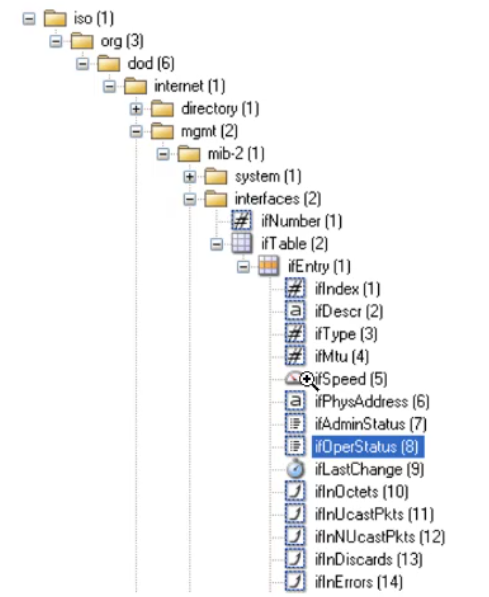 iso (1)
org (3)
dod (6)
internet (1)
directory (1)
mgmt (2)
mib-2 (1)
system (1)
interfaces (2)
ifNumber (1)
ifTable (2)
ifEntry (1)
ifIndex (1)
ifDescr (2)
ifType (3)
ifMtu (4)
ifSpeed (5)
ifPhysAddress (6)
ifAdminStatus (7)
ifOperStatus (8)
ifLastChange (9)
ifInOctets (10)
ifInUcastPkts (11)
ifInNUcastPkts (12)
ifInDiscards (13)
ifInErrors (14)